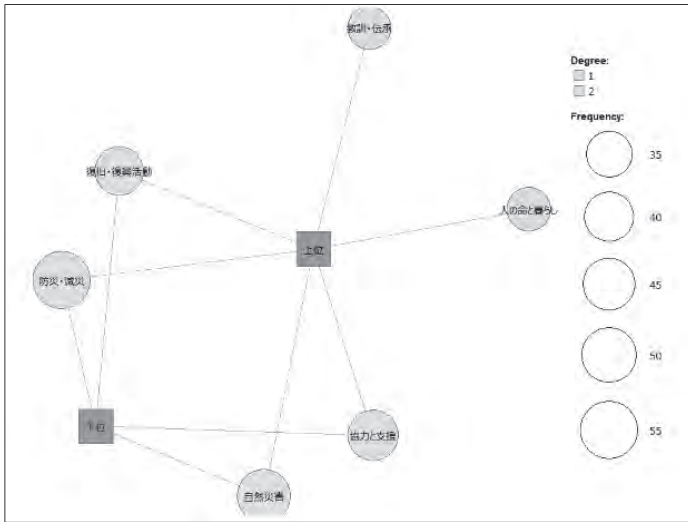 教訓・伝承
復旧・復興活動
人の命と暮らし
上位
防災・減災
下位
協力と支援
自然災害
Degree:
1
2
Frequency:
35
40
45
50
55